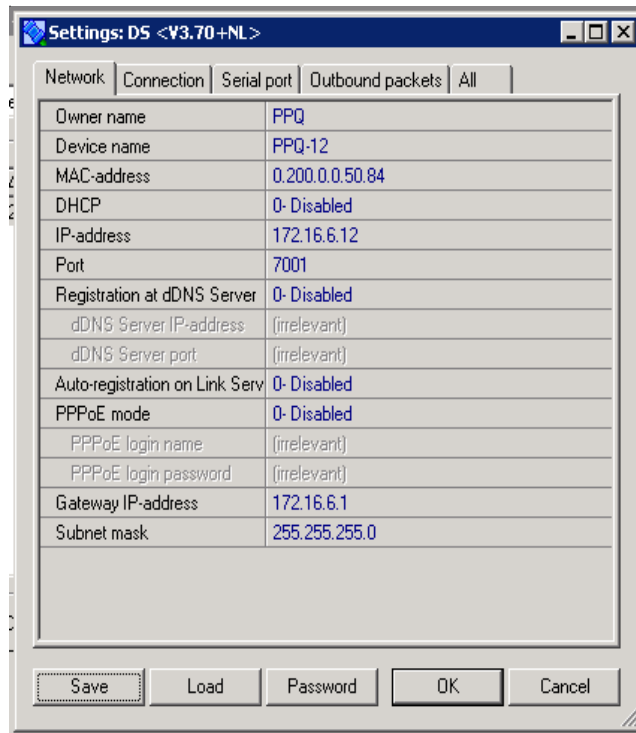 Settings: DS <V3.70+NL>
Network Connection Serial port Outbound packets All
Owner name PPQ
Device name PPQ-12
MAC-address 0.200.0.0.50.84
DHCP 0- Disabled
IP-address 172.16.6.12
Port 7001
Registration at dDNS Server 0- Disabled
dDNS Server IP-address (irrelevant)
dDNS Server port (irrelevant)
Auto-registration on Link Serv 0- Disabled
PPPoE mode 0- Disabled
PPPoE login name (irrelevant)
PPPoE login password (irrelevant)
Gateway IP-address 172.16.6.1
Subnet mask 255.255.255.0
Save Load Password OK Cancel